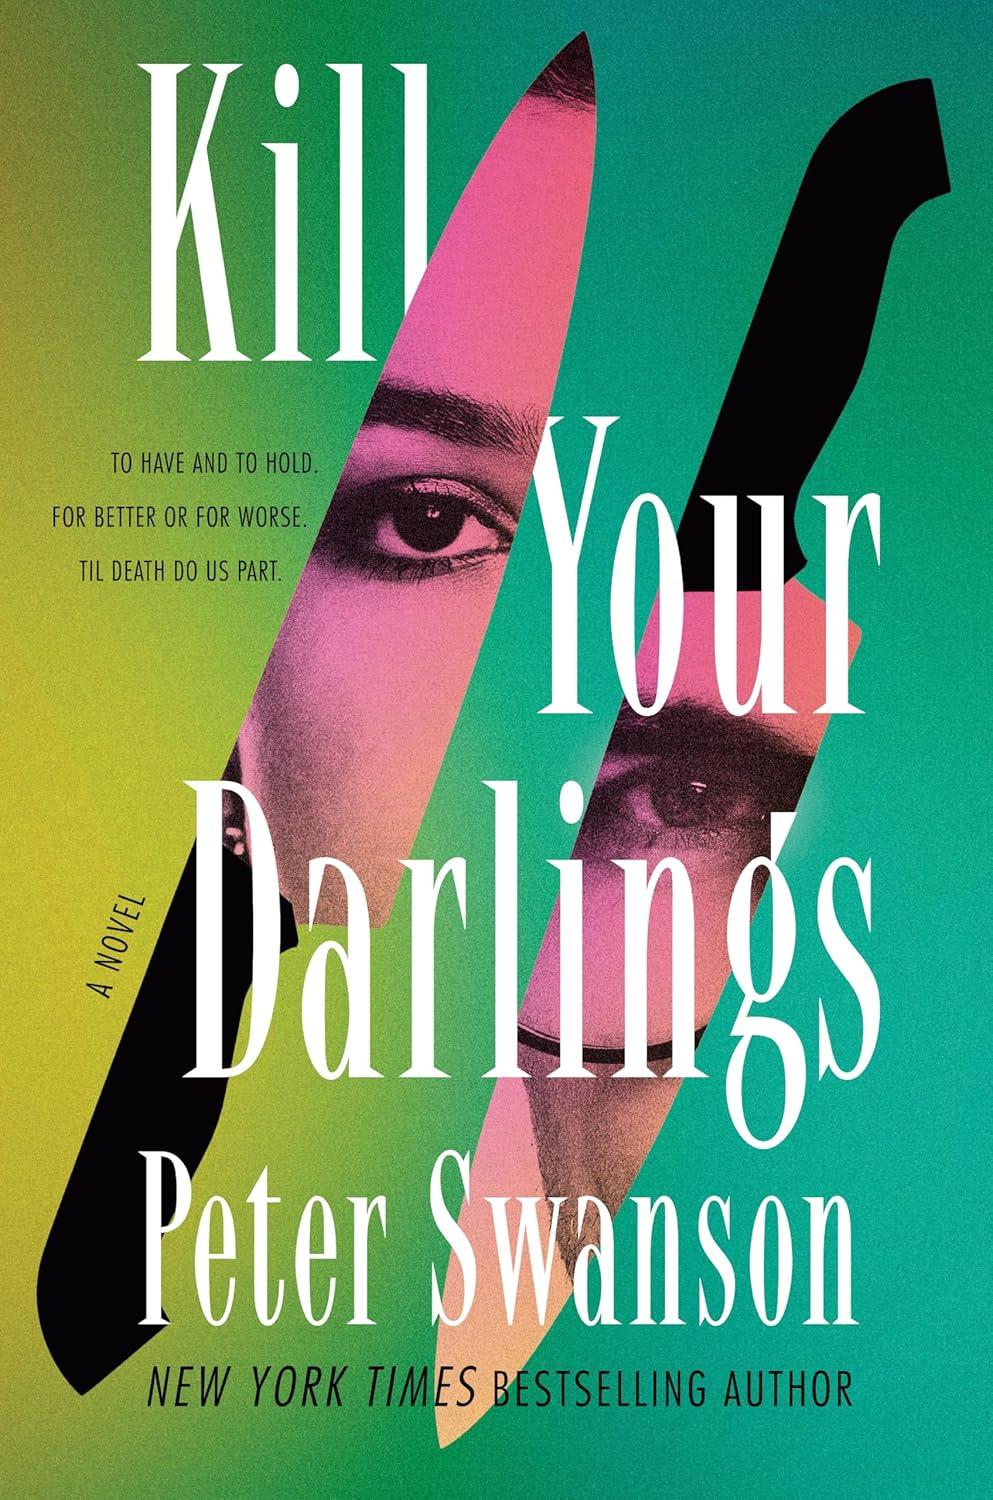 Kill
TO HAVE AND TO HOLD.
FOR BETTER OR FOR WORSE.
TIL DEATH DO US PART.
Your
Darlings
A NOVEL
Peter Swanson
NEW YORK TIMES BESTSELLING AUTHOR